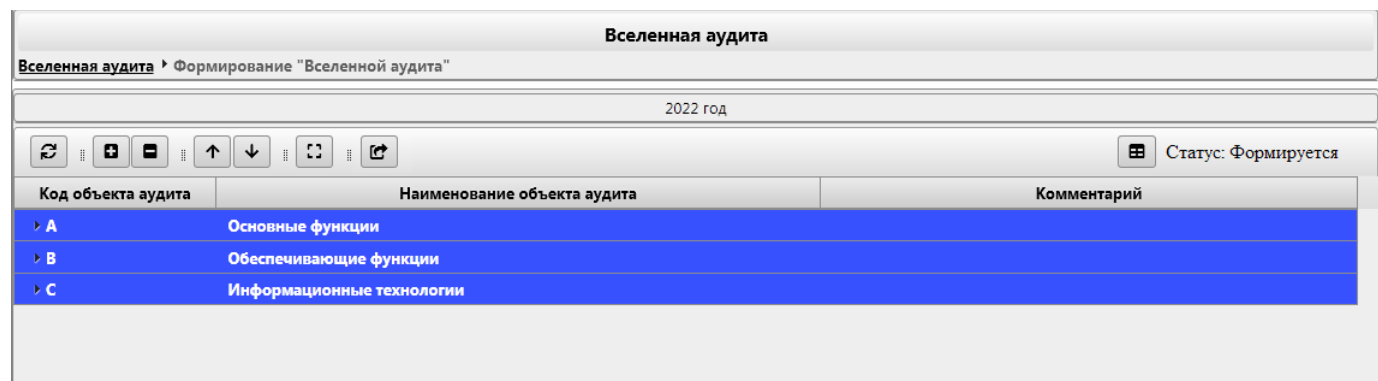 Вселенная аудита
Вселенная аудита Формирование "Вселенной аудита"
2022 год
Статус: Формируется
Код объекта аудита Наименование объекта аудита Комментарий
A Основные функции
B Обеспечивающие функции
C Информационные технологии